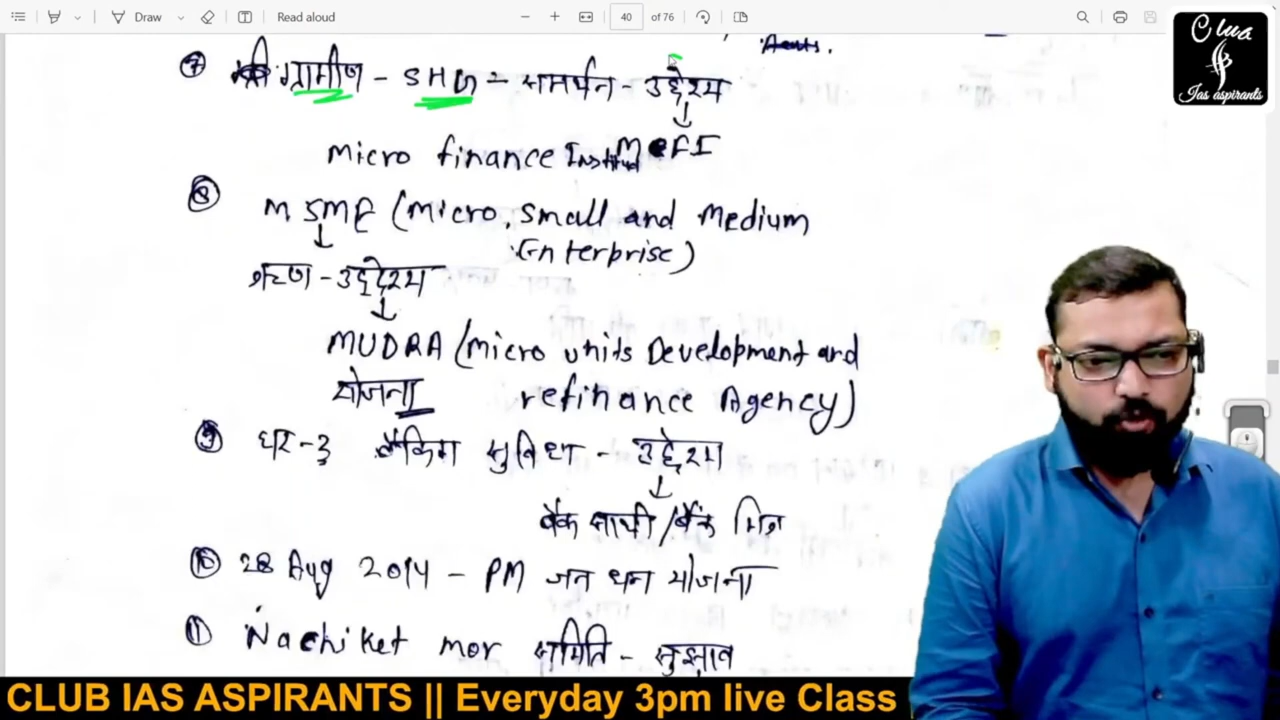 Draw
Read aloud
40 of 76
Clua
Ias aspirants
⑦ ग्रामीण - SHG - समर्थन - उद्देश्य
Micro finance MFI
⑧ MSME (Micro, Small and Medium
Enterprise)
ऋण - उद्देश्य
MUDRA (Micro Units Development and
योजना refinance Agency)
⑨ घर-2 बैंकिंग सुविधा - उद्देश्य
बैंक साथी/बैंक मित्र
⑩ 28 Aug 2014 - PM जन धन योजना
⑪ Nachiket mor समिति - सुझाव
CLUB IAS ASPIRANTS || Everyday 3pm live Class